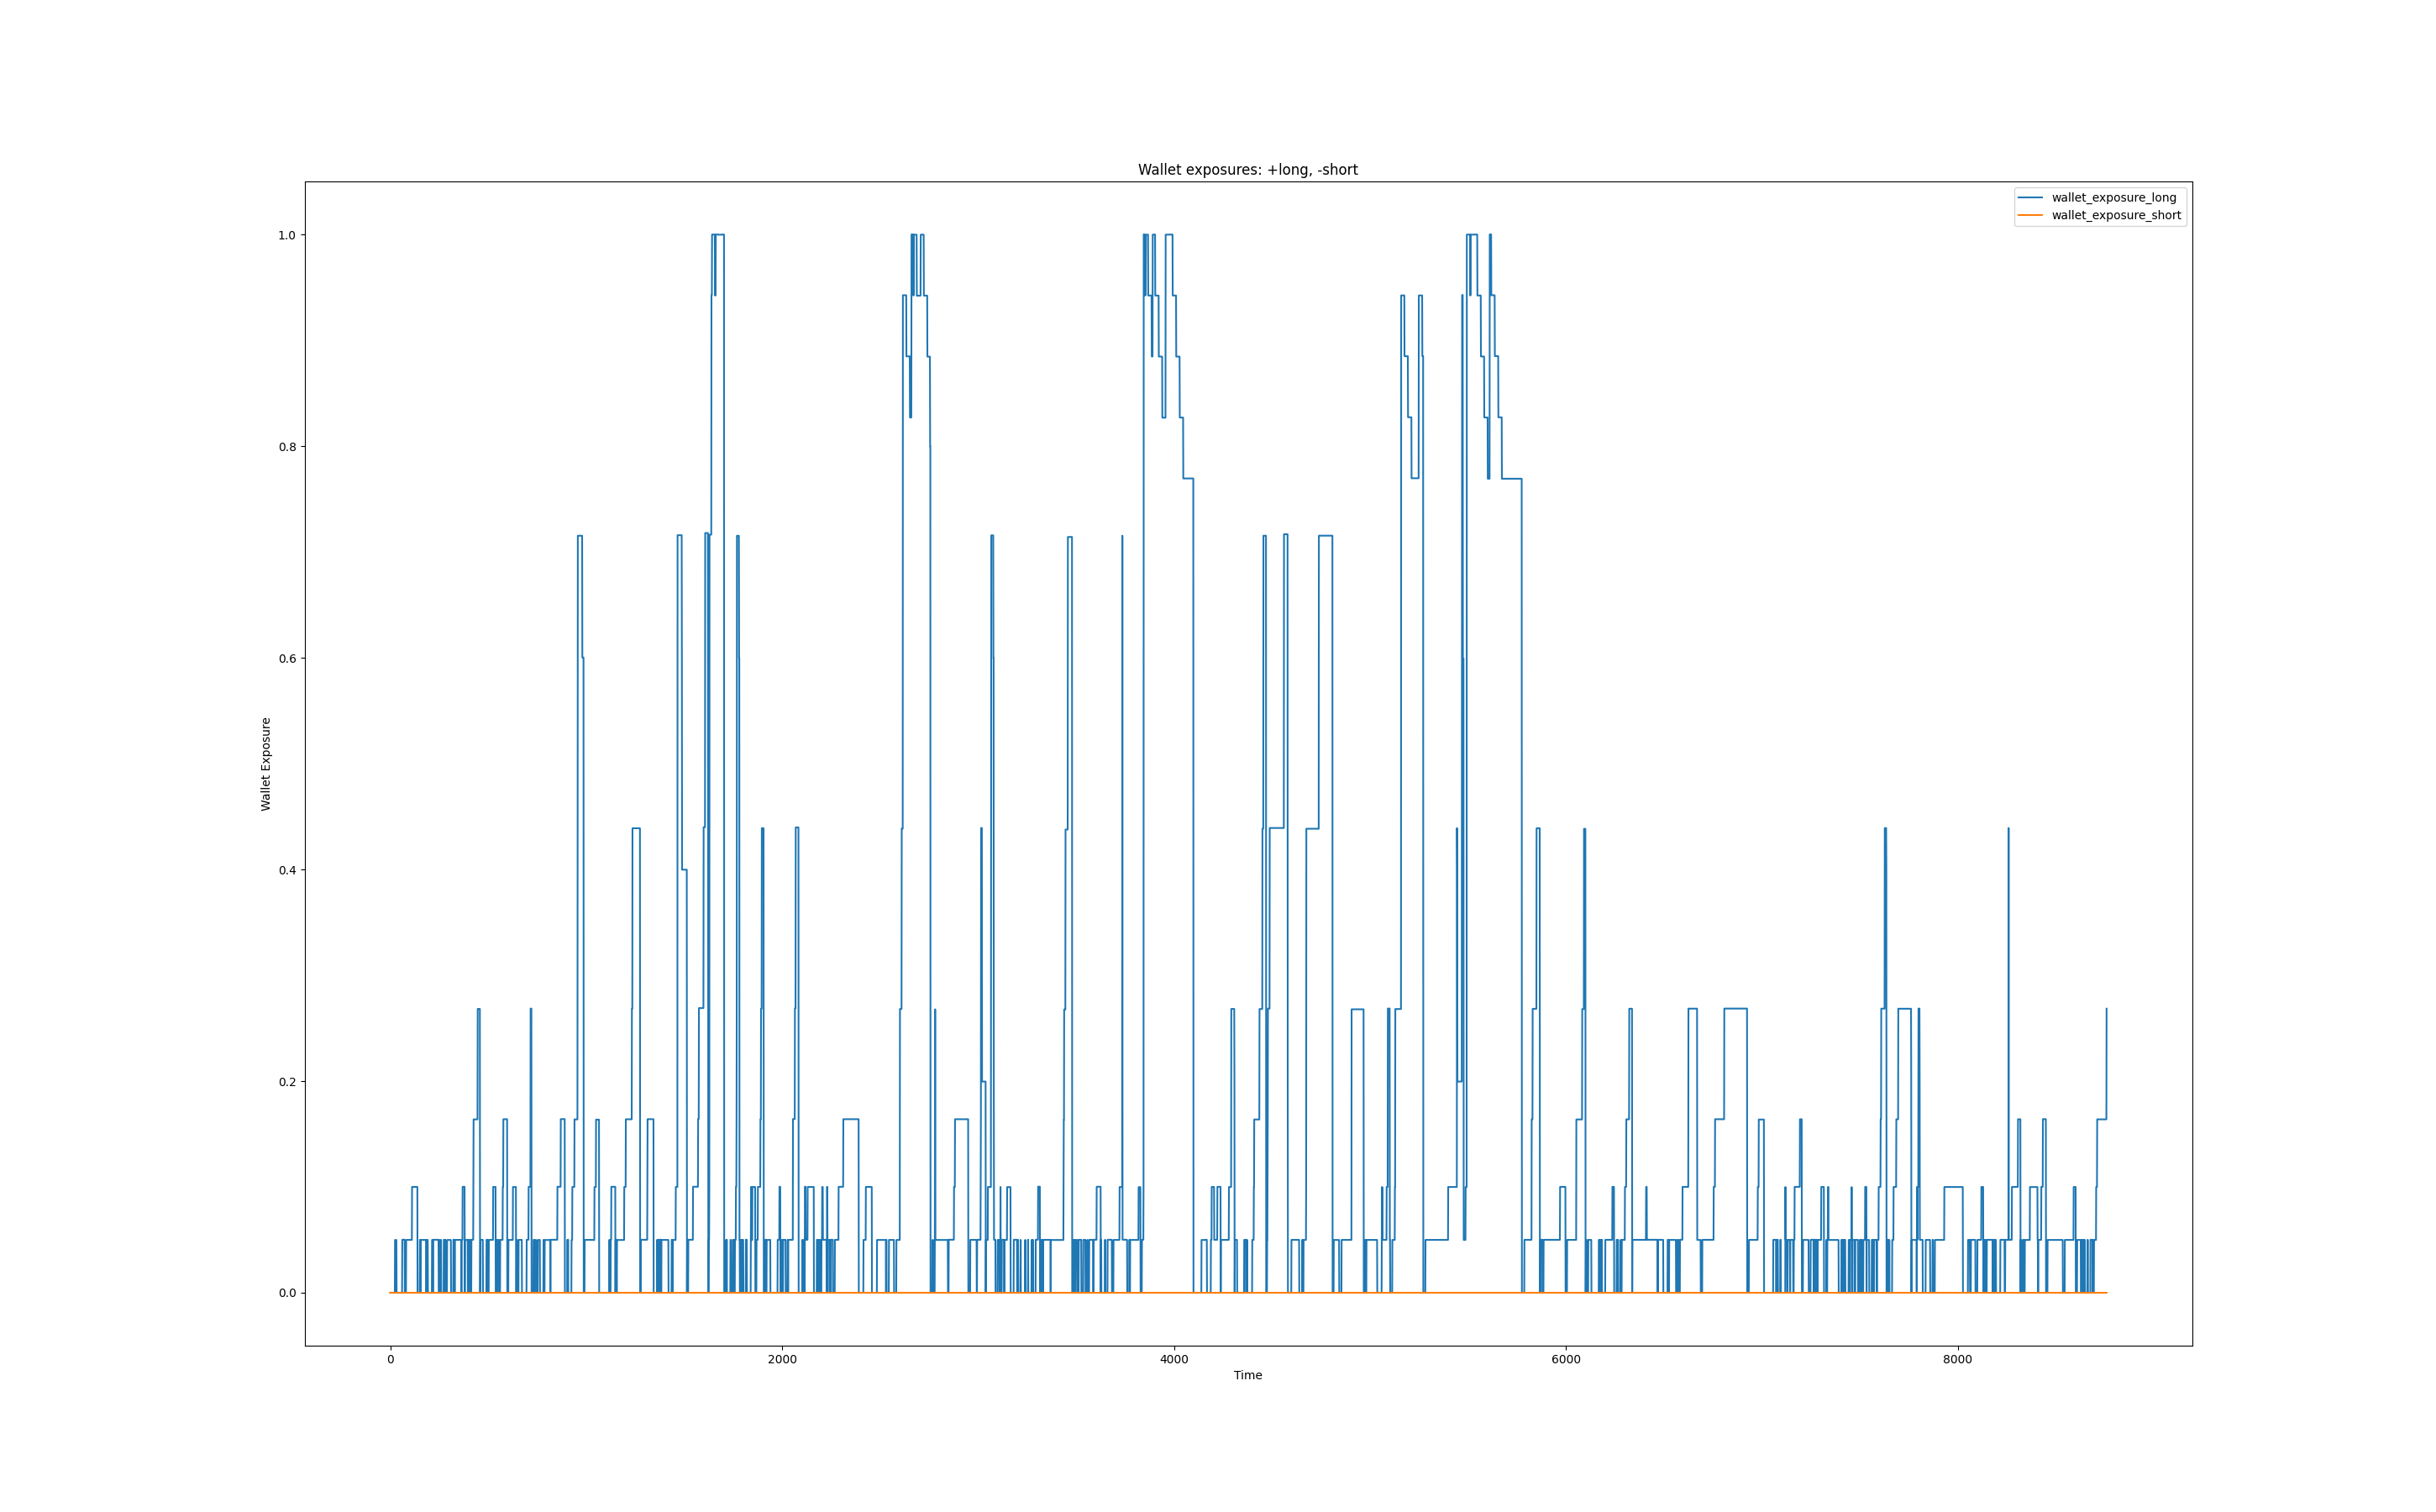 Wallet exposures: +long, -short
wallet_exposure_long
wallet_exposure_short
1.0
0.8
0.6
0.4
0.2
0.0
Wallet Exposure
0 2000 4000 6000 8000
Time